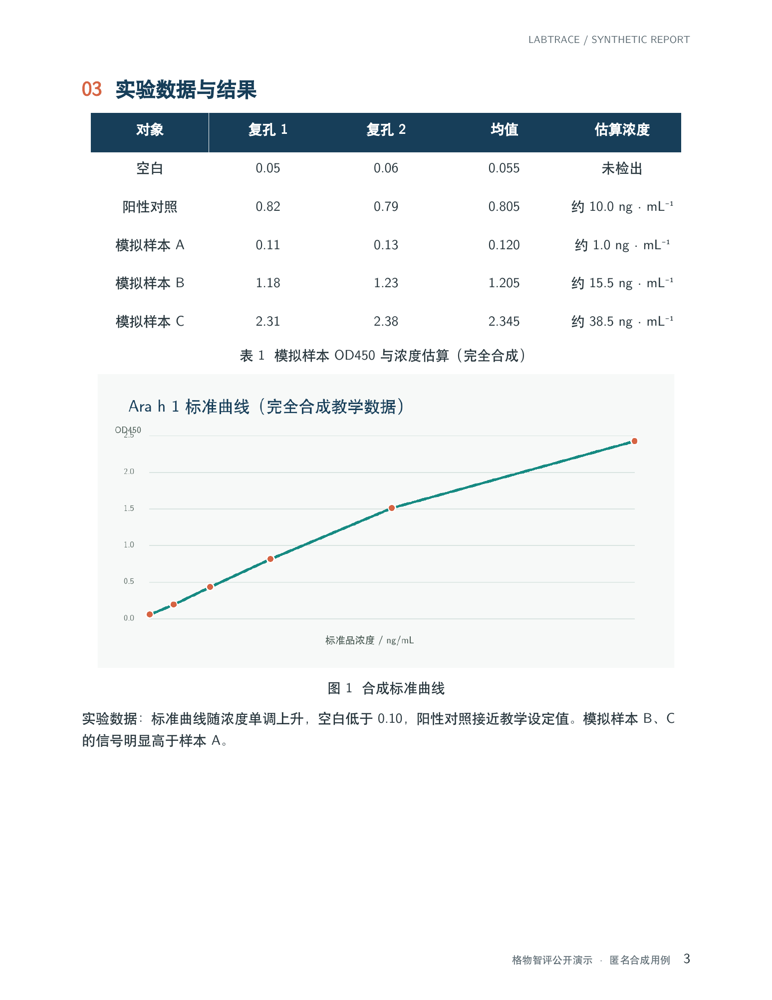 LABTRACE / SYNTHETIC REPORT
03 实验数据与结果
对象 复孔 1 复孔 2 均值 估算浓度
空白 0.05 0.06 0.055 未检出
阳性对照 0.82 0.79 0.805 约 10.0 ng · mL⁻¹
模拟样本 A 0.11 0.13 0.120 约 1.0 ng · mL⁻¹
模拟样本 B 1.18 1.23 1.205 约 15.5 ng · mL⁻¹
模拟样本 C 2.31 2.38 2.345 约 38.5 ng · mL⁻¹
表 1 模拟样本 OD450 与浓度估算（完全合成）
Ara h 1 标准曲线（完全合成教学数据）
OD450
2.5
2.0
1.5
1.0
0.5
0.0
标准品浓度 / ng/mL
图 1 合成标准曲线
实验数据：标准曲线随浓度单调上升，空白低于 0.10，阳性对照接近教学设定值。模拟样本 B、C
的信号明显高于样本 A。
格物智评公开演示 · 匿名合成用例 3